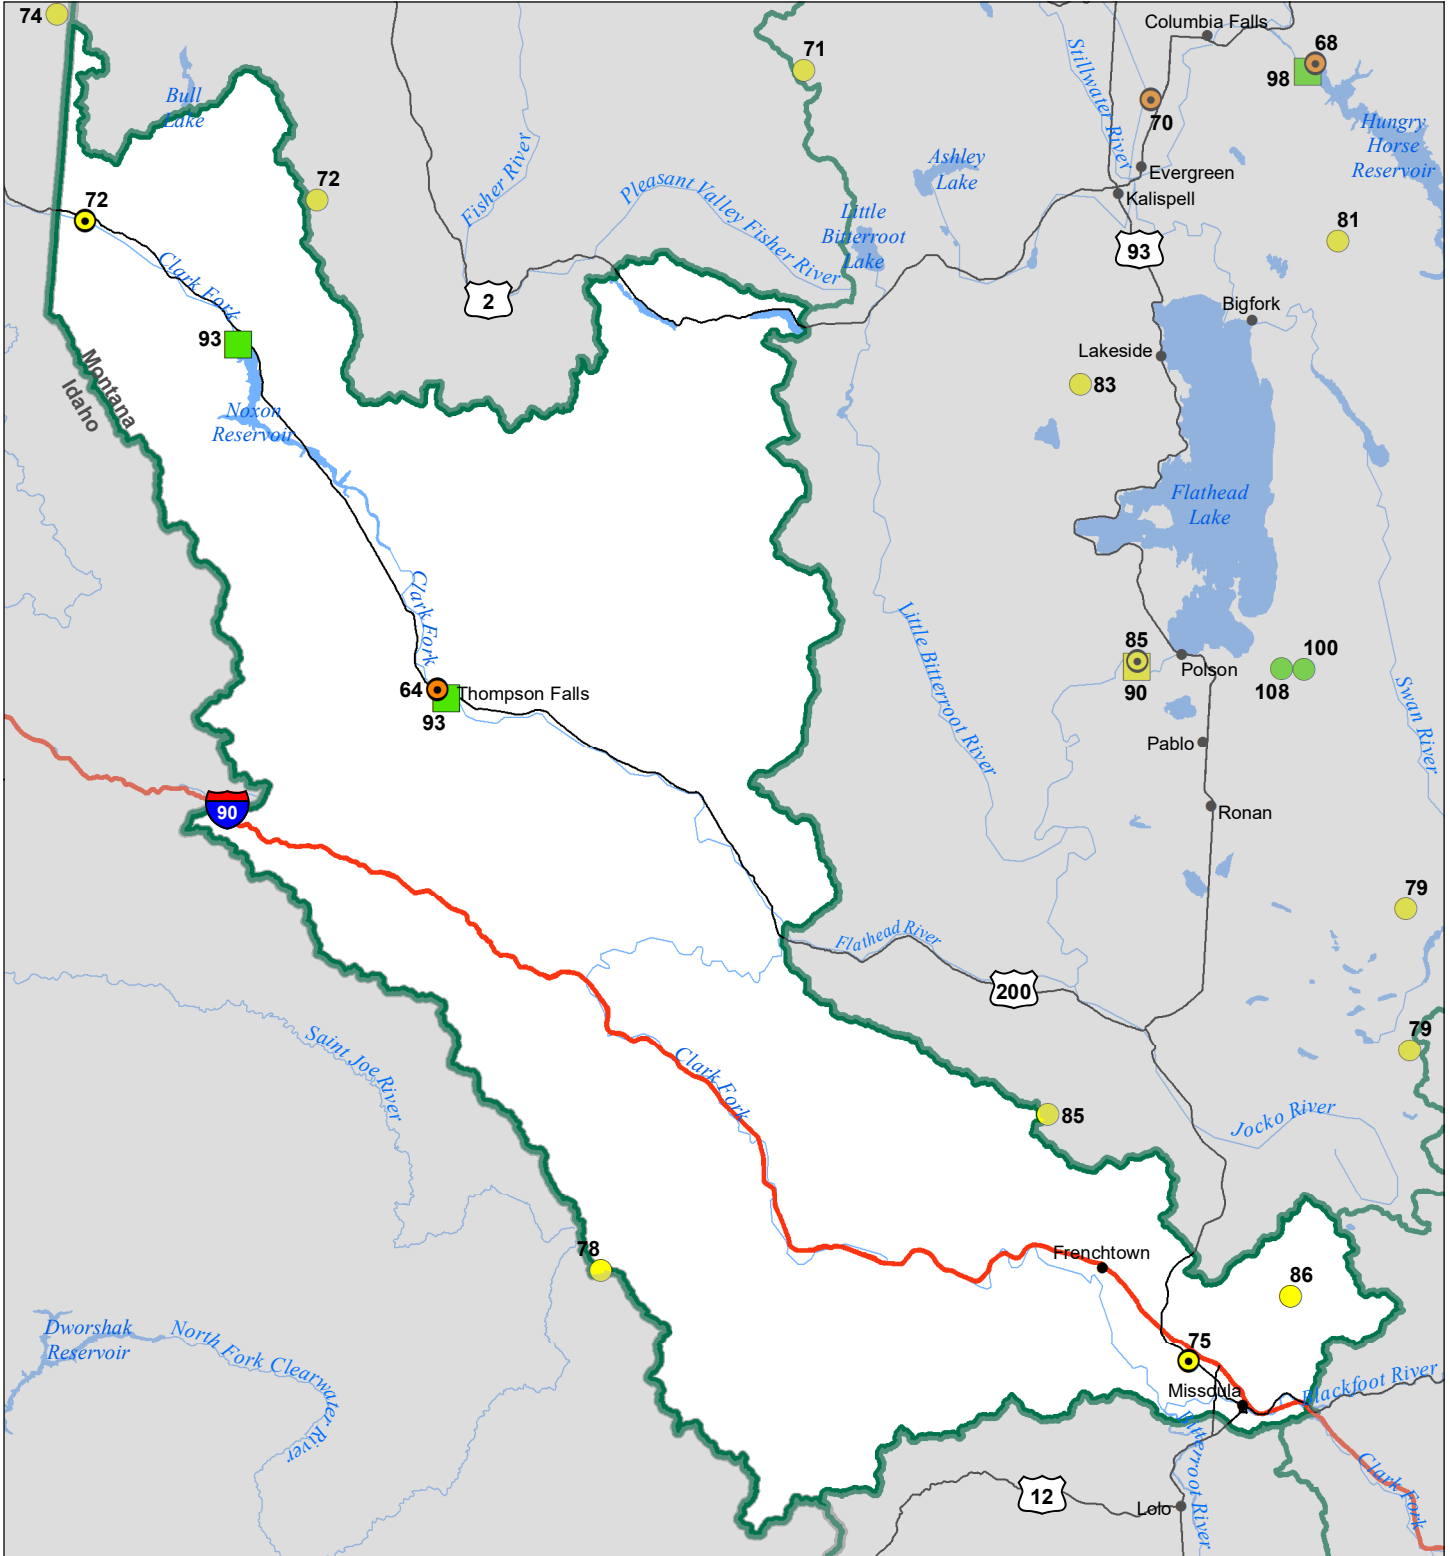 74
71
Columbia Falls
68
98
70
Stillwater River
Hungry
Horse
Reservoir
Bull
Lake
Fisher River
Ashley
Lake
Evergreen
Kalispell
72
72
Pleasant Valley Fisher River
Little
Bitterroot
Lake
81
93
Clark Fork
2
Bigfork
93
Lakeside
83
Montana
Idaho
Noxon
Reservoir
Flathead
Lake
Clark Fork
Little Bitterroot River
85
90
Polson
100
108
64
Thompson Falls
93
Swan River
Pablo
90
Ronan
79
Flathead River
200
79
Saint Joe River
Clark Fork
85
Jocko River
78
Frenchtown
86
Dworshak
Reservoir
North Fork Clearwater River
75
Missoula
Blackfoot River
Bitterroot River
Clark Fork
12
Lolo